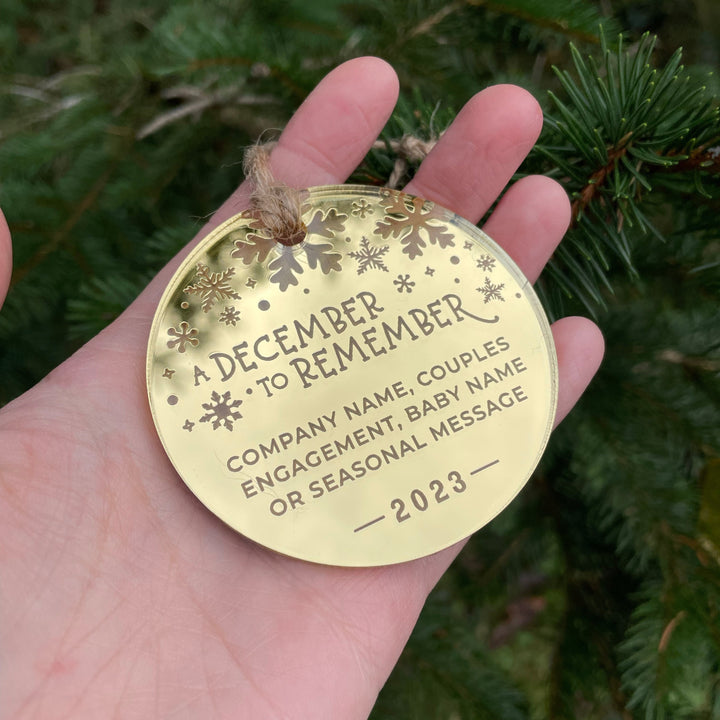 A DECEMBER
TO REMEMBER
COMPANY NAME, COUPLES
ENGAGEMENT, BABY NAME
OR SEASONAL MESSAGE
— 2023 —